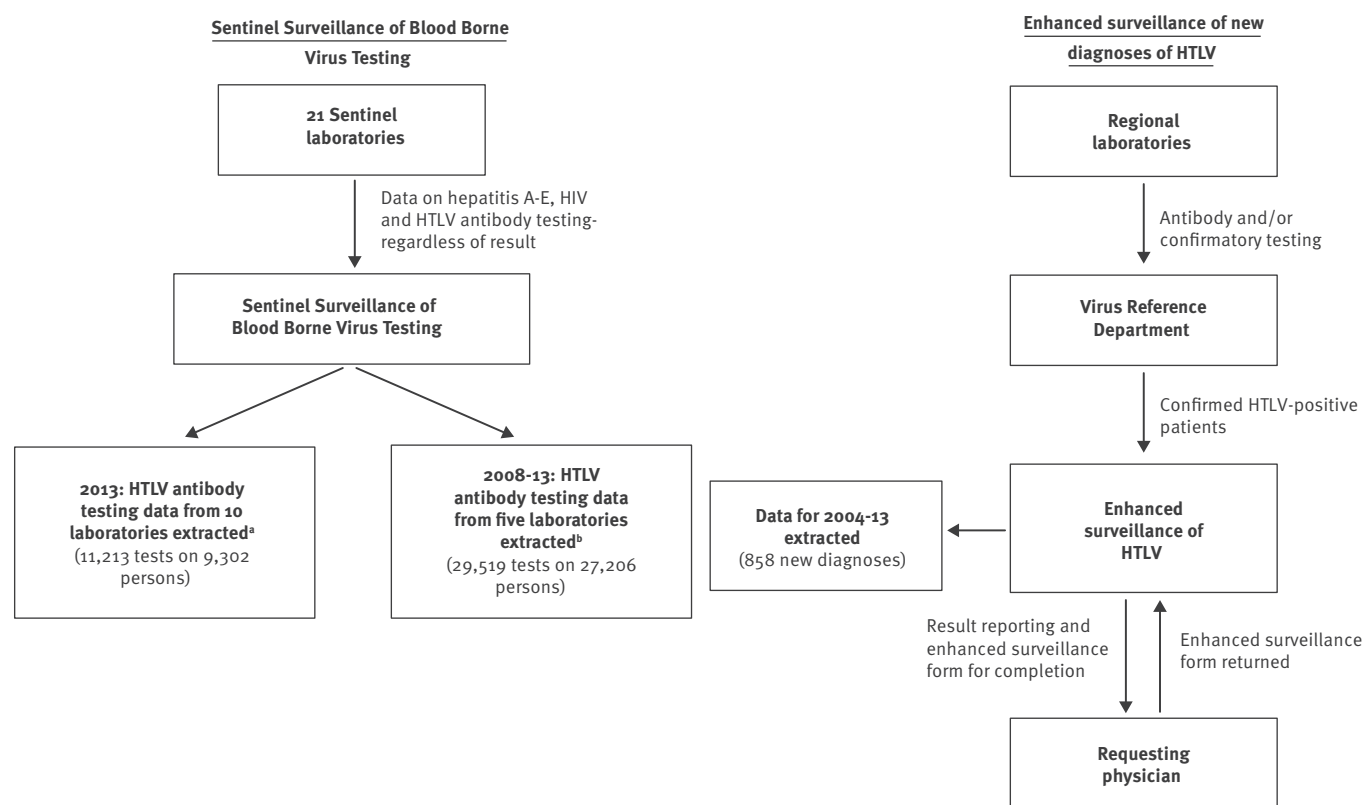 Sentinel Surveillance of Blood Borne
Virus Testing
21 Sentinel
laboratories
Data on hepatitis A-E, HIV
and HTLV antibody testing-
regardless of result
Sentinel Surveillance of
Blood Borne Virus Testing
2013: HTLV antibody
testing data from 10
laboratories extractedᵃ
(11,213 tests on 9,302
persons)
2008-13: HTLV
antibody testing data
from five laboratories
extractedᵇ
(29,519 tests on 27,206
persons)
Enhanced surveillance of new
diagnoses of HTLV
Regional
laboratories
Antibody and/or
confirmatory testing
Virus Reference
Department
Confirmed HTLV-positive
patients
Enhanced
surveillance of
HTLV
Data for 2004-13
extracted
(858 new diagnoses)
Result reporting and
enhanced surveillance
form for completion
Enhanced surveillance
form returned
Requesting
physician